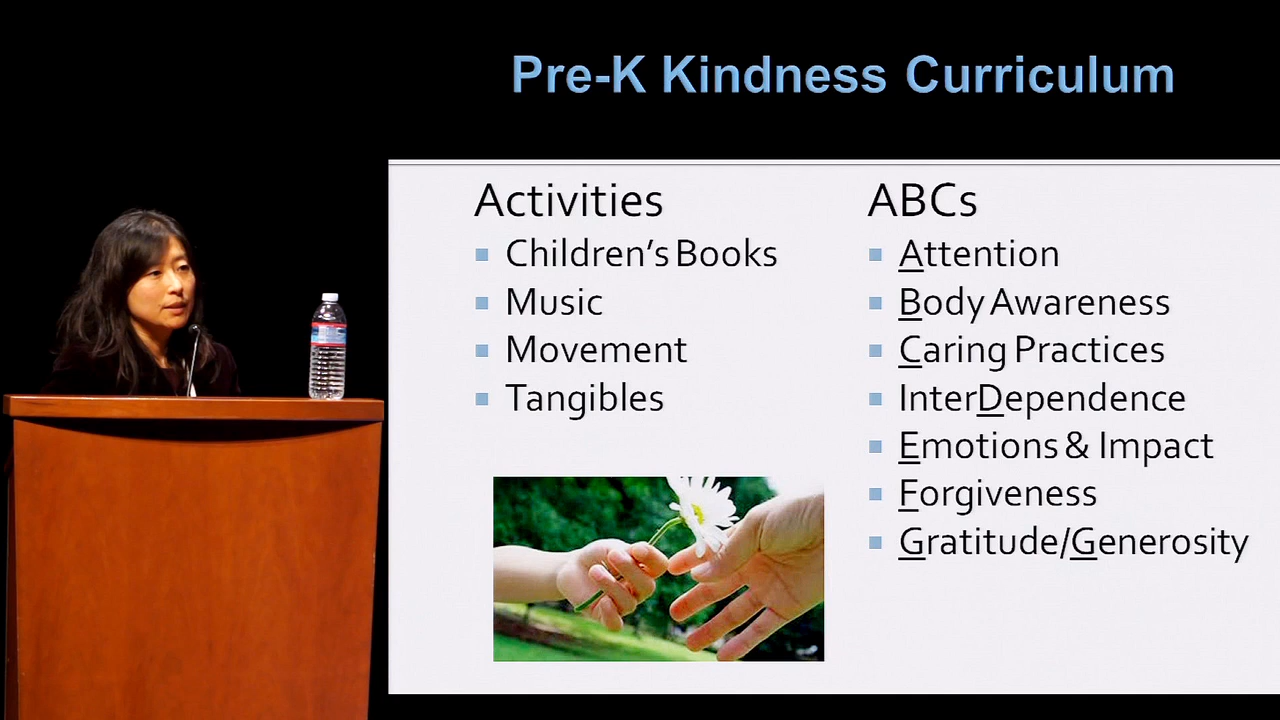 Pre-K Kindness Curriculum
Activities
Children's Books
Music
Movement
Tangibles
ABCs
Attention
Body Awareness
Caring Practices
InterDependence
Emotions & Impact
Forgiveness
Gratitude/Generosity